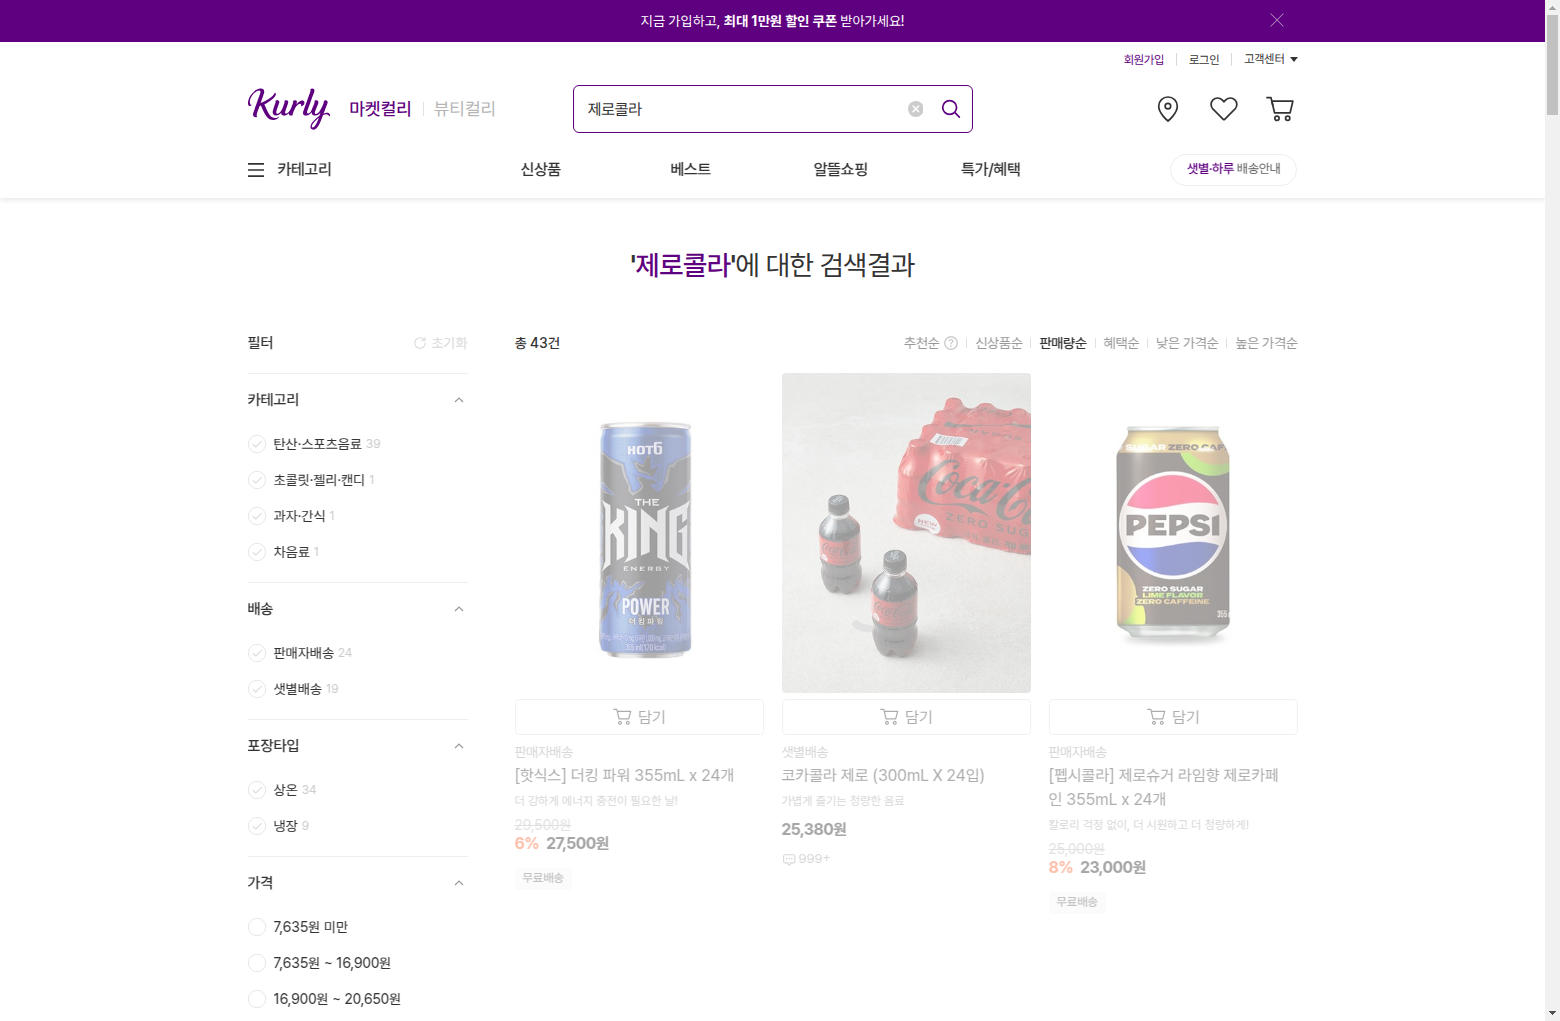 지금 가입하고, 최대 1만원 할인 쿠폰 받아가세요!
회원가입 로그인 고객센터
Kurly 마켓컬리 뷰티컬리
제로콜라
카테고리 신상품 베스트 알뜰쇼핑 특가/혜택 샛별·하루 배송안내
'제로콜라'에 대한 검색결과
필터 초기화
총 43건 추천순 신상품순 판매량순 혜택순 낮은 가격순 높은 가격순
카테고리
탄산·스포츠음료 39
초콜릿·젤리·캔디 1
과자·간식 1
차음료 1
배송
판매자배송 24
샛별배송 19
포장타입
상온 34
냉장 9
가격
7,635원 미만
7,635원 ~ 16,900원
16,900원 ~ 20,650원
HOT6
THE
KING
ENERGY
POWER
더킹파워
담기
판매자배송
[핫식스] 더킹 파워 355mL x 24개
더 강하게 에너지 충전이 필요한 날!
29,500원
6% 27,500원
무료배송
Coca-Cola
ZERO SUG
NEW
담기
샛별배송
코카콜라 제로 (300mL X 24입)
가볍게 즐기는 청량한 음료
25,380원
999+
SUGAR ZERO CAF
PEPSI
ZERO SUGAR
LIME FLAVOR
ZERO CAFFEINE
355
담기
판매자배송
[펩시콜라] 제로슈거 라임향 제로카페
인 355mL x 24개
칼로리 걱정 없이, 더 시원하고 더 청량하게!
25,000원
8% 23,000원
무료배송